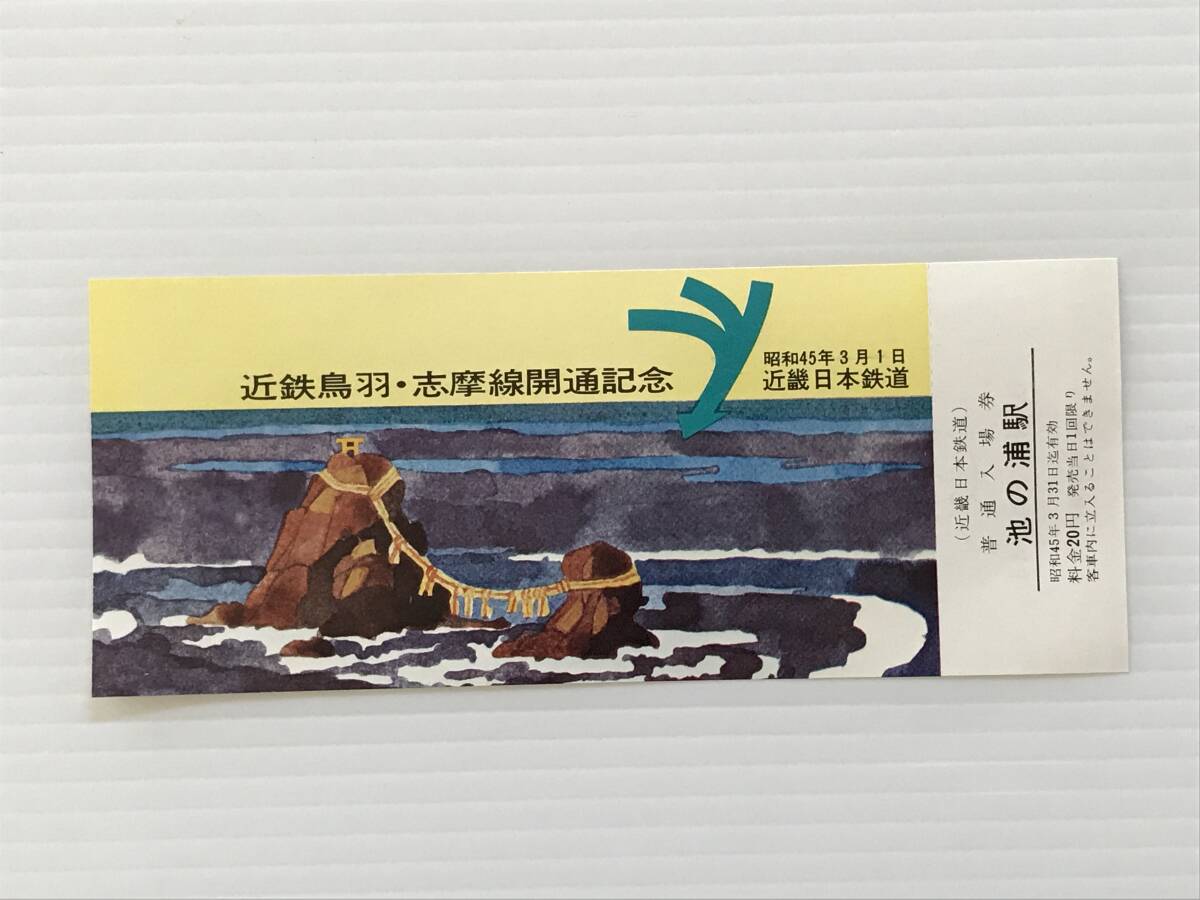 近鉄鳥羽・志摩線開通記念
昭和45年3月1日
近畿日本鉄道
(近畿日本鉄道)
普通入場券
池の浦駅
昭和45年3月31日迄有効
料金20円 発売当日1回限り
客車内に立入ることはできません。